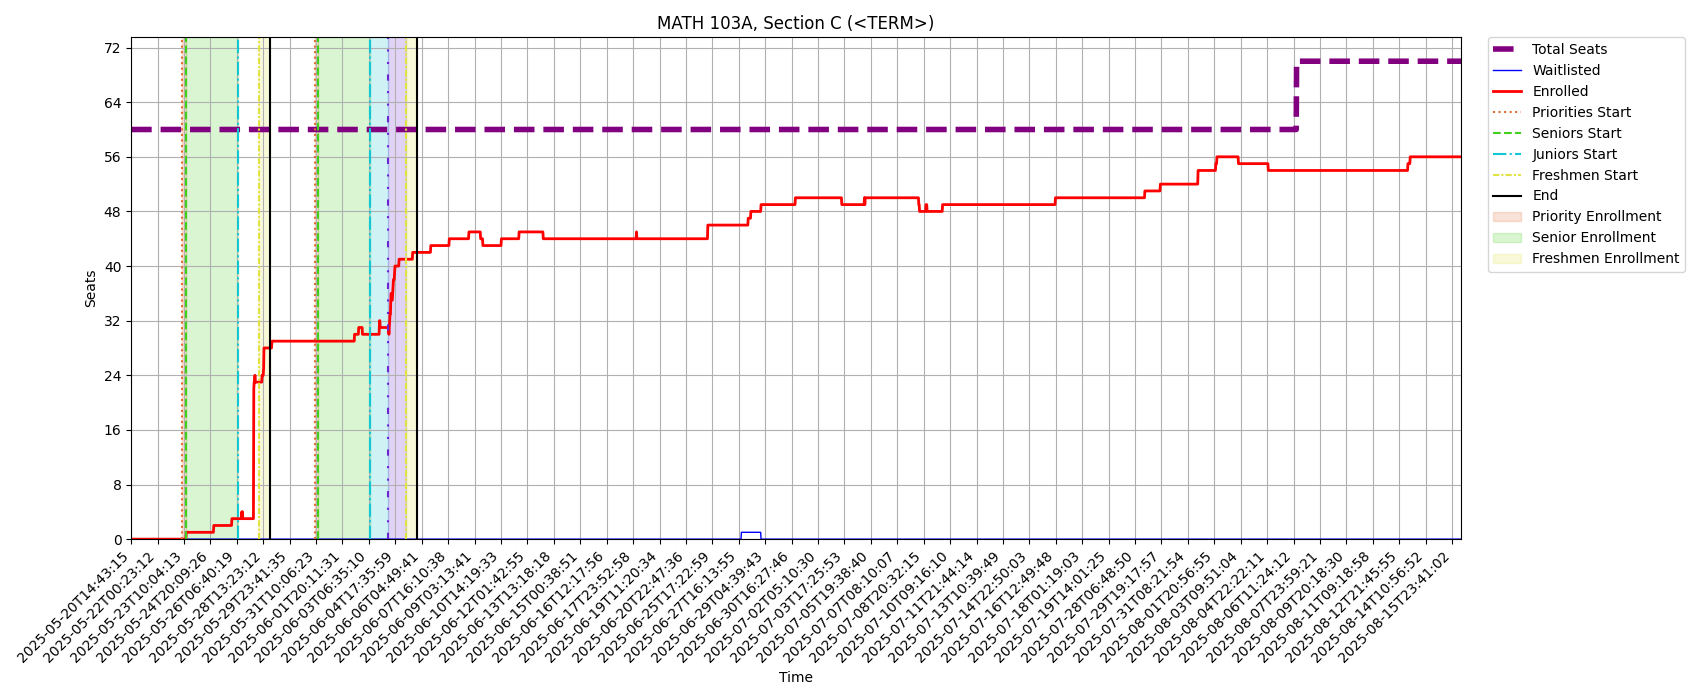 MATH 103A, Section C (<TERM>)
72
64
56
48
40
32
24
16
8
0
Seats
2025-05-20T14:43:15
2025-05-22T00:23:12
2025-05-23T10:04:13
2025-05-24T20:09:26
2025-05-26T06:40:19
2025-05-28T13:23:12
2025-05-29T23:41:35
2025-05-31T10:06:23
2025-06-01T20:11:31
2025-06-03T06:35:10
2025-06-04T17:35:59
2025-06-06T04:49:41
2025-06-07T16:10:38
2025-06-09T03:13:41
2025-06-10T14:19:33
2025-06-12T01:42:55
2025-06-13T13:18:18
2025-06-15T00:38:51
2025-06-16T12:17:56
2025-06-17T23:52:58
2025-06-19T11:20:34
2025-06-20T22:47:36
2025-06-25T17:22:59
2025-06-27T16:13:55
2025-06-29T04:39:43
2025-06-30T16:27:46
2025-07-02T05:10:30
2025-07-03T17:25:53
2025-07-05T19:38:40
2025-07-07T08:10:07
2025-07-08T20:32:15
2025-07-10T09:16:10
2025-07-11T21:44:14
2025-07-13T10:39:49
2025-07-14T22:50:03
2025-07-16T12:49:48
2025-07-18T01:19:03
2025-07-19T14:01:25
2025-07-28T06:48:50
2025-07-29T19:17:57
2025-07-31T08:21:54
2025-08-01T20:56:55
2025-08-03T09:51:04
2025-08-04T22:22:11
2025-08-06T11:24:12
2025-08-07T23:59:21
2025-08-09T20:18:30
2025-08-11T09:18:58
2025-08-12T21:45:55
2025-08-14T10:56:52
2025-08-15T23:41:02
Time
Total Seats
Waitlisted
Enrolled
Priorities Start
Seniors Start
Juniors Start
Freshmen Start
End
Priority Enrollment
Senior Enrollment
Freshmen Enrollment